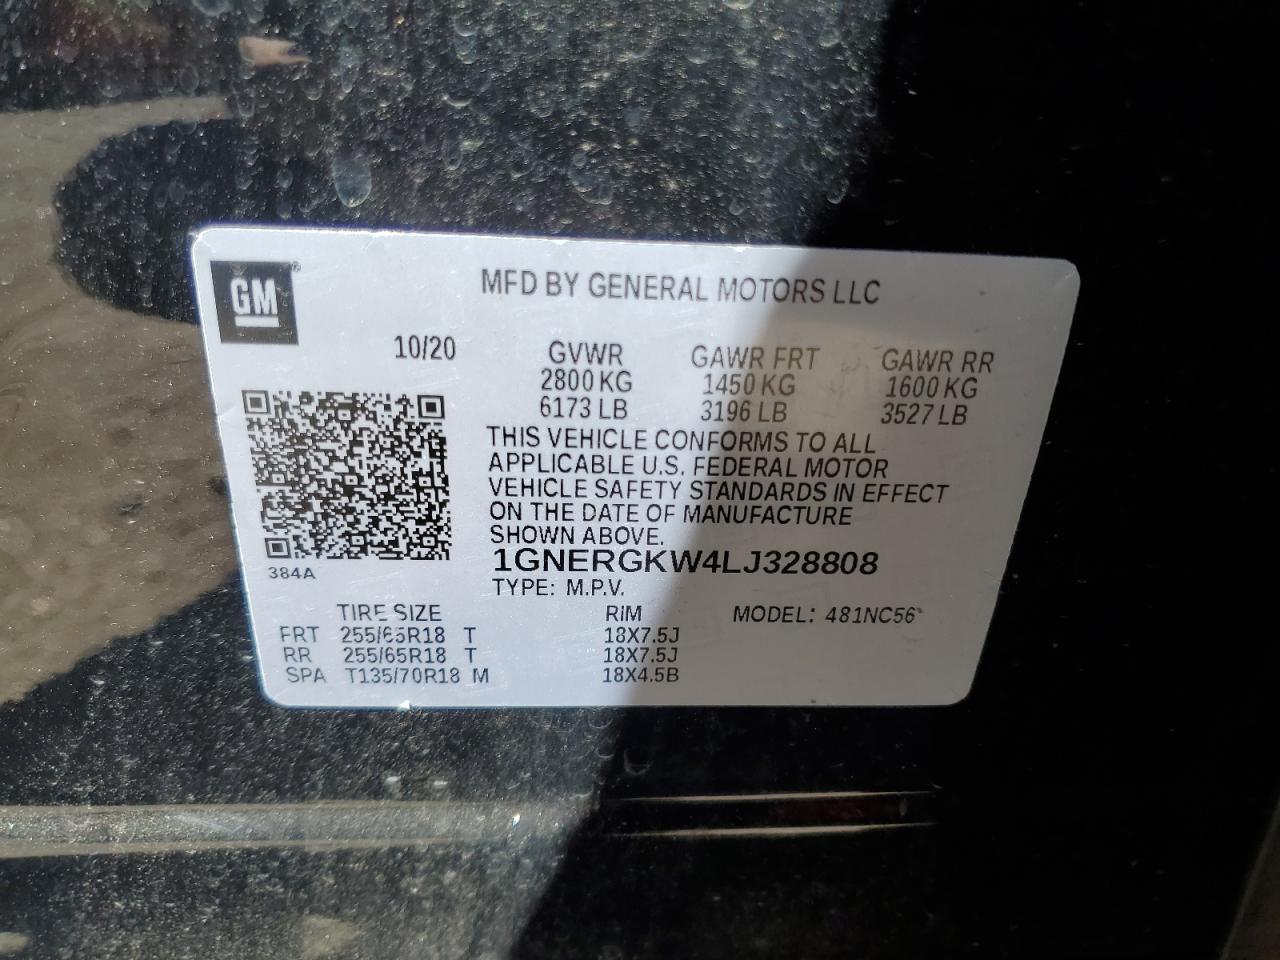 GM®
MFD BY GENERAL MOTORS LLC
10/20
GVWR GAWR FRT GAWR RR
2800 KG 1450 KG 1600 KG
6173 LB 3196 LB 3527 LB
THIS VEHICLE CONFORMS TO ALL
APPLICABLE U.S. FEDERAL MOTOR
VEHICLE SAFETY STANDARDS IN EFFECT
ON THE DATE OF MANUFACTURE
SHOWN ABOVE.
1GNERGKW4LJ328808
384A
TYPE: M.P.V.
TIRE SIZE RIM MODEL: 481NC56
FRT 255/65R18 T 18X7.5J
RR 255/65R18 T 18X7.5J
SPA T135/70R18 M 18X4.5B